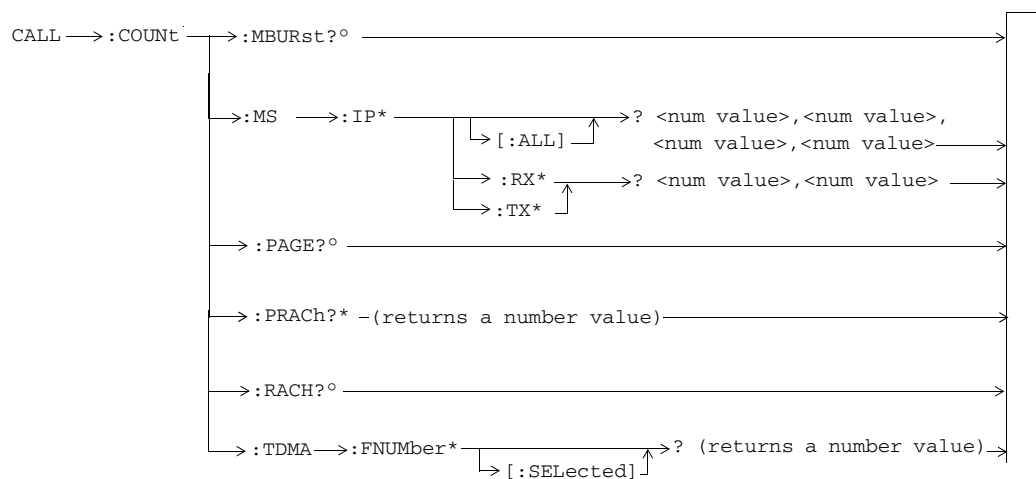 CALL :COUNt :MBURst?°
:MS :IP* ? <num value>,<num value>,
[:ALL] <num value>,<num value>
:RX* ? <num value>,<num value>
:TX*
:PAGE?°
:PRACh?* (returns a number value)
:RACH?°
:TDMA :FNUMber* ? (returns a number value)
[:SELected]